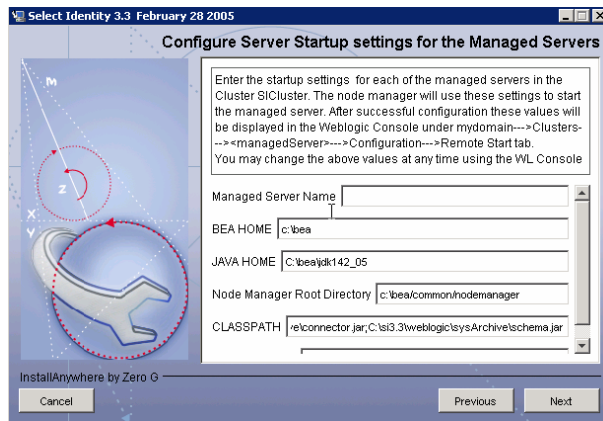 Select Identity 3.3 February 28 2005
Configure Server Startup settings for the Managed Servers
Enter the startup settings for each of the managed servers in the
Cluster SICluster. The node manager will use these settings to start
the managed server. After successful configuration these values will
be displayed in the Weblogic Console under mydomain--->Clusters-
--><managedServer>--->Configuration--->Remote Start tab.
You may change the above values at any time using the WL Console
Managed Server Name
BEA HOME c:\bea
JAVA HOME C:\bea\jdk142_05
Node Manager Root Directory c:\bea/common/nodemanager
CLASSPATH re\connector.jar;C:\si3.3\weblogic\sysArchive\schema.jar
M
Z
X
Y
InstallAnywhere by Zero G
Cancel
Previous
Next